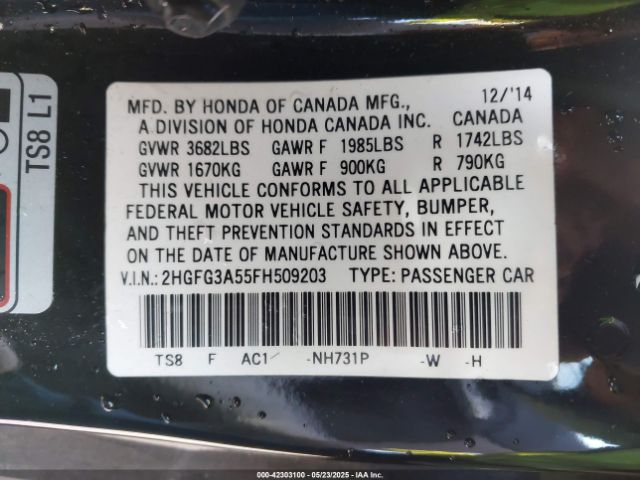 TS8 L1
MFD. BY HONDA OF CANADA MFG., 12/'14
A DIVISION OF HONDA CANADA INC. CANADA
GVWR 3682LBS GAWR F 1985LBS R 1742LBS
GVWR 1670KG GAWR F 900KG R 790KG
THIS VEHICLE CONFORMS TO ALL APPLICABLE
FEDERAL MOTOR VEHICLE SAFETY, BUMPER,
AND THEFT PREVENTION STANDARDS IN EFFECT
ON THE DATE OF MANUFACTURE SHOWN ABOVE.
V.I.N.: 2HGFG3A55FH509203 TYPE: PASSENGER CAR
TS8 F AC1/ -NH731P -W -H
000-42303100 - 05/23/2025 - IAA Inc.